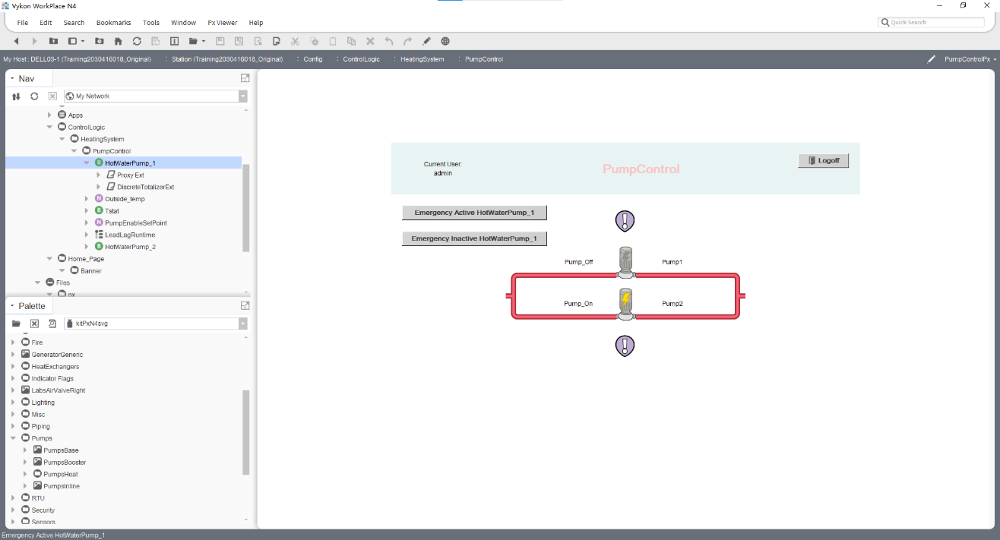 Vykon WorkPlace N4
File Edit Search Bookmarks Tools Window Px Viewer Help
Quick Search
My Host : DELL03-1 (Training2030416018_Original) : Station (Training2030416018_Original) : Config : ControlLogic : HeatingSystem : PumpControl
PumpControlPx
Nav
My Network
Apps
ControlLogic
HeatingSystem
PumpControl
HotWaterPump_1
Proxy Ext
DiscreteTotalizerExt
Outside_temp
Tstat
PumpEnableSetPoint
LeadLagRuntime
HotWaterPump_2
Home_Page
Banner
Files
px
Palette
kitPxN4svg
Fire
GeneratorGeneric
HeatExchangers
Indicator Flags
LabsAirValveRight
Lighting
Misc
Piping
Pumps
PumpsBase
PumpsBooster
PumpsHeat
PumpsInline
RTU
Security
Sensors
Current User:
admin
PumpControl
Logoff
Emergency Active HotWaterPump_1
Emergency Inactive HotWaterPump_1
Pump_Off Pump1
Pump_On Pump2
Emergency Active HotWaterPump_1